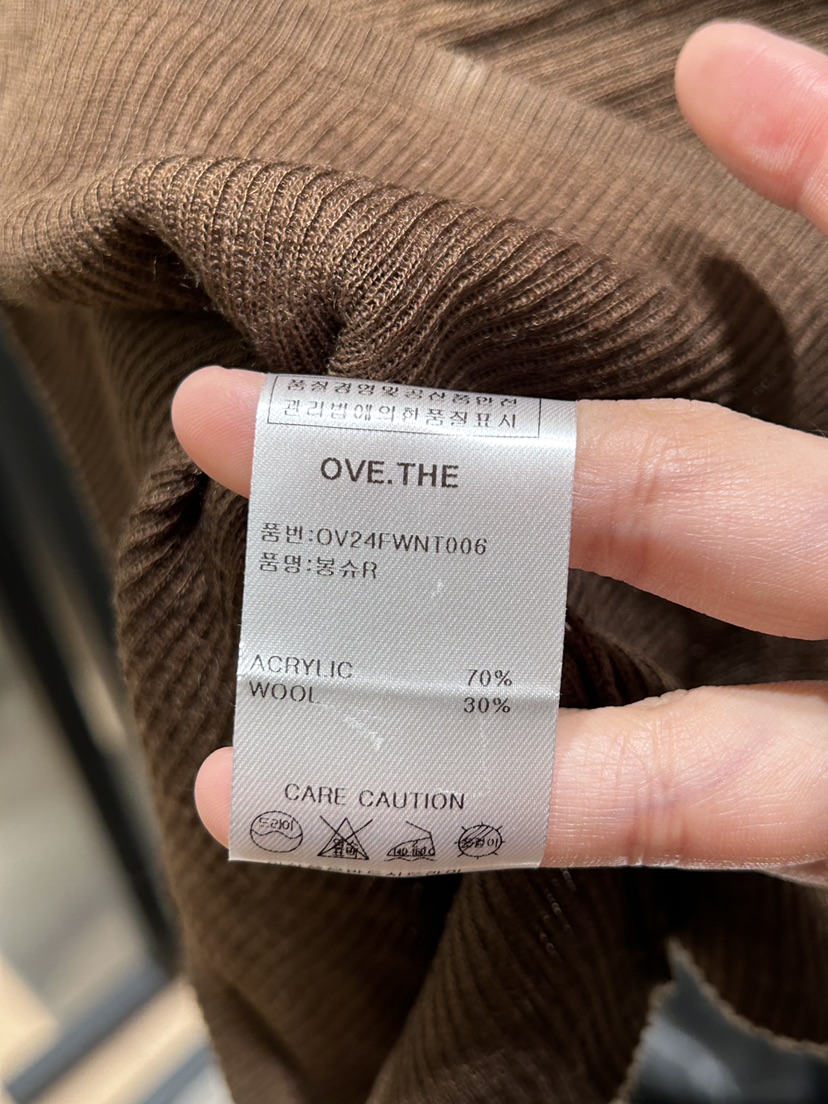 품질경영및공산품안전
관리법에의한품질표시
OVE.THE
품번:OV24FWNT006
품명:봉슈R
ACRYLIC 70%
WOOL 30%
CARE CAUTION
드라이